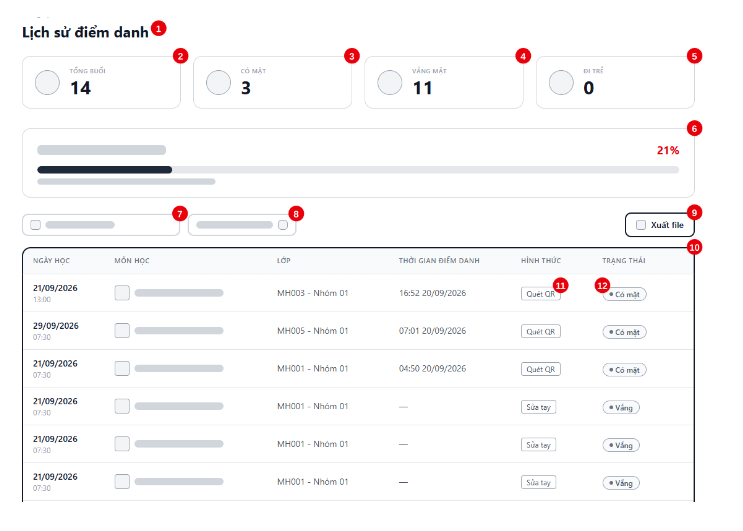 Lịch sử điểm danh 1
2 3 4 5
TỔNG BUỔI CÓ MẶT VẮNG MẶT ĐI TRỄ
14 3 11 0
6
21%
7 8 9
Xuất file
10
NGÀY HỌC MÔN HỌC LỚP THỜI GIAN ĐIỂM DANH HÌNH THỨC TRẠNG THÁI
11 12
21/09/2026 MH003 - Nhóm 01 16:52 20/09/2026 Quét QR Có mặt
13:00
29/09/2026 MH005 - Nhóm 01 07:01 20/09/2026 Quét QR Có mặt
07:30
21/09/2026 MH001 - Nhóm 01 04:50 20/09/2026 Quét QR Có mặt
07:30
21/09/2026 MH001 - Nhóm 01 — Sửa tay Vắng
07:30
21/09/2026 MH001 - Nhóm 01 — Sửa tay Vắng
07:30
21/09/2026 MH001 - Nhóm 01 — Sửa tay Vắng
07:30